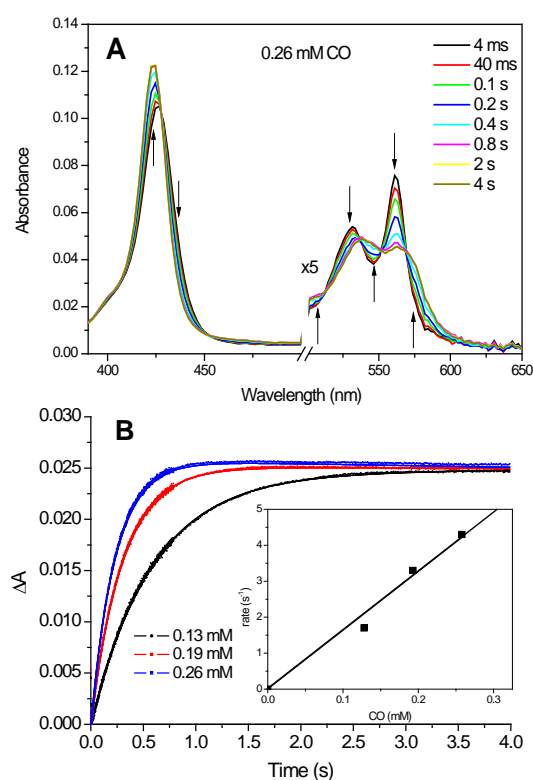 A
0.26 mM CO
4 ms
40 ms
0.1 s
0.2 s
0.4 s
0.8 s
2 s
4 s
x5
Absorbance
0.14
0.12
0.10
0.08
0.06
0.04
0.02
0.00
400 450 550 600 650
Wavelength (nm)
B
ΔA
0.030
0.025
0.020
0.015
0.010
0.005
0.000
0.13 mM
0.19 mM
0.26 mM
rate (s⁻¹)
5
4
3
2
1
0
0.1 0.2 0.3
CO (mM)
0.0 0.5 1.0 1.5 2.0 2.5 3.0 3.5 4.0
Time (s)